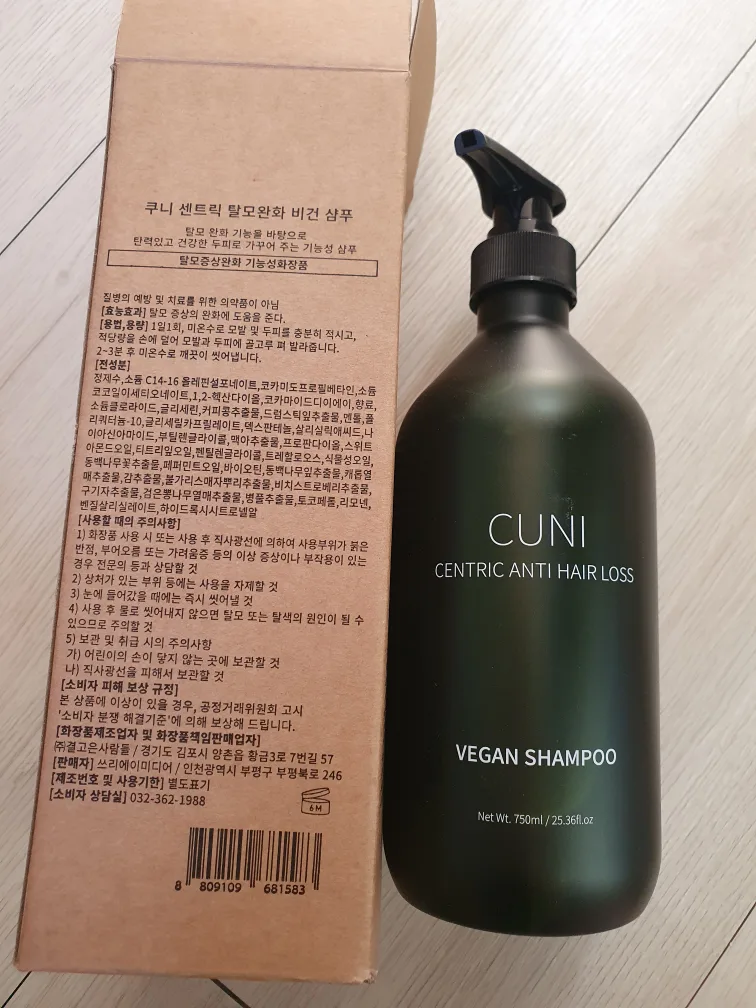 쿠니 센트릭 탈모완화 비건 샴푸
탈모 완화 기능을 바탕으로
탄력있고 건강한 두피로 가꾸어 주는 기능성 샴푸
탈모증상완화 기능성화장품
질병의 예방 및 치료를 위한 의약품이 아님
[효능효과] 탈모 증상의 완화에 도움을 준다.
[용법,용량] 1일1회, 미온수로 모발 및 두피를 충분히 적시고,
적당량을 손에 덜어 모발과 두피에 골고루 펴 발라줍니다.
2~3분 후 미온수로 깨끗이 씻어냅니다.
[전성분]
정제수,소듐 C14-16 올레핀설포네이트,코카미도프로필베타인,소듐
코코일이세티오네이트,1,2-헥산다이올,코카마이드디이에이,향료,
소듐클로라이드,글리세린,커피콩추출물,드럼스틱잎추출물,멘톨,폴
리쿼터늄-10,글리세릴카프릴레이트,덱스판테놀,살리실릭애씨드,나
이아신아마이드,부틸렌글라이콜,맥아추출물,프로판다이올,스위트
아몬드오일,티트리잎오일,펜틸렌글라이콜,트레할로오스,식물성오일,
동백나무꽃추출물,페퍼민트오일,바이오틴,동백나무잎추출물,캐롭열
매추출물,감추출물,불가리스매자뿌리추출물,비치스트로베리추출물,
구기자추출물,검은뽕나무열매추출물,병풀추출물,토코페롤,리모넨,
벤질살리실레이트,하이드록시시트로넬알
[사용할 때의 주의사항]
1) 화장품 사용 시 또는 사용 후 직사광선에 의하여 사용부위가 붉은
반점, 부어오름 또는 가려움증 등의 이상 증상이나 부작용이 있는
경우 전문의 등과 상담할 것
2) 상처가 있는 부위 등에는 사용을 자제할 것
3) 눈에 들어갔을 때에는 즉시 씻어낼 것
4) 사용 후 물로 씻어내지 않으면 탈모 또는 탈색의 원인이 될 수
있으므로 주의할 것
5) 보관 및 취급 시의 주의사항
가) 어린이의 손이 닿지 않는 곳에 보관할 것
나) 직사광선을 피해서 보관할 것
[소비자 피해 보상 규정]
본 상품에 이상이 있을 경우, 공정거래위원회 고시
'소비자 분쟁 해결기준'에 의해 보상해 드립니다.
[화장품제조업자 및 화장품책임판매업자]
㈜결고은사람들 / 경기도 김포시 양촌읍 황금3로 7번길 57
[판매자] 쓰리에이미디어 / 인천광역시 부평구 부평북로 246
[제조번호 및 사용기한] 별도표기
[소비자 상담실] 032-362-1988
6M
8 809109 681583
CUNI
CENTRIC ANTI HAIR LOSS
VEGAN SHAMPOO
Net Wt. 750ml / 25.36fl.oz